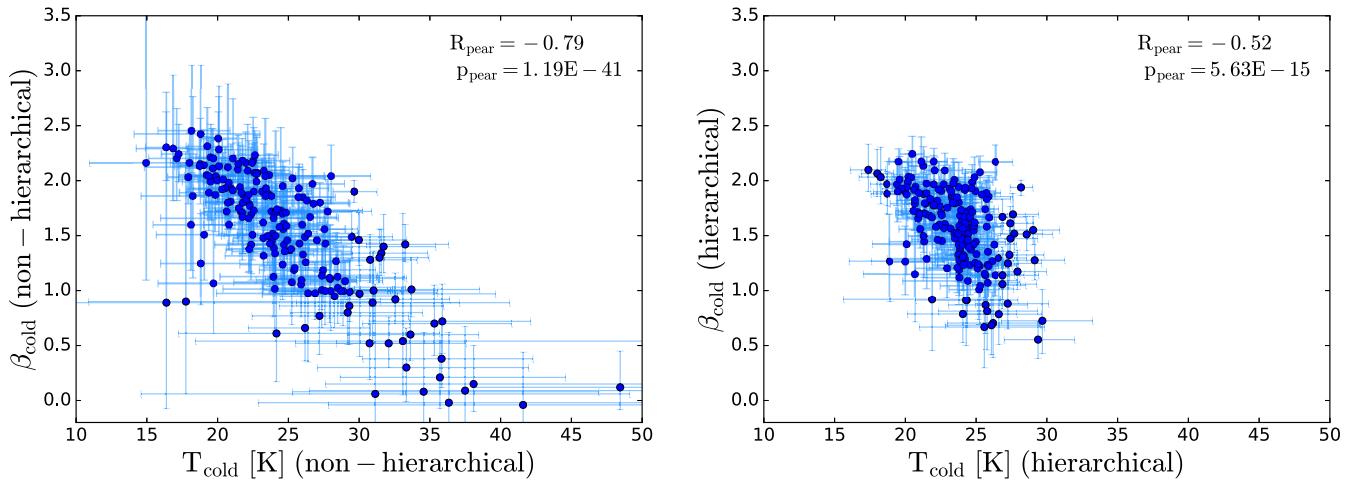 R_pear = −0.79
p_pear = 1.19E − 41
3.5
3.0
2.5
2.0
1.5
1.0
0.5
0.0
β_cold (non − hierarchical)
10 15 20 25 30 35 40 45 50
T_cold [K] (non − hierarchical)
R_pear = −0.52
p_pear = 5.63E − 15
3.5
3.0
2.5
2.0
1.5
1.0
0.5
0.0
β_cold (hierarchical)
10 15 20 25 30 35 40 45 50
T_cold [K] (hierarchical)